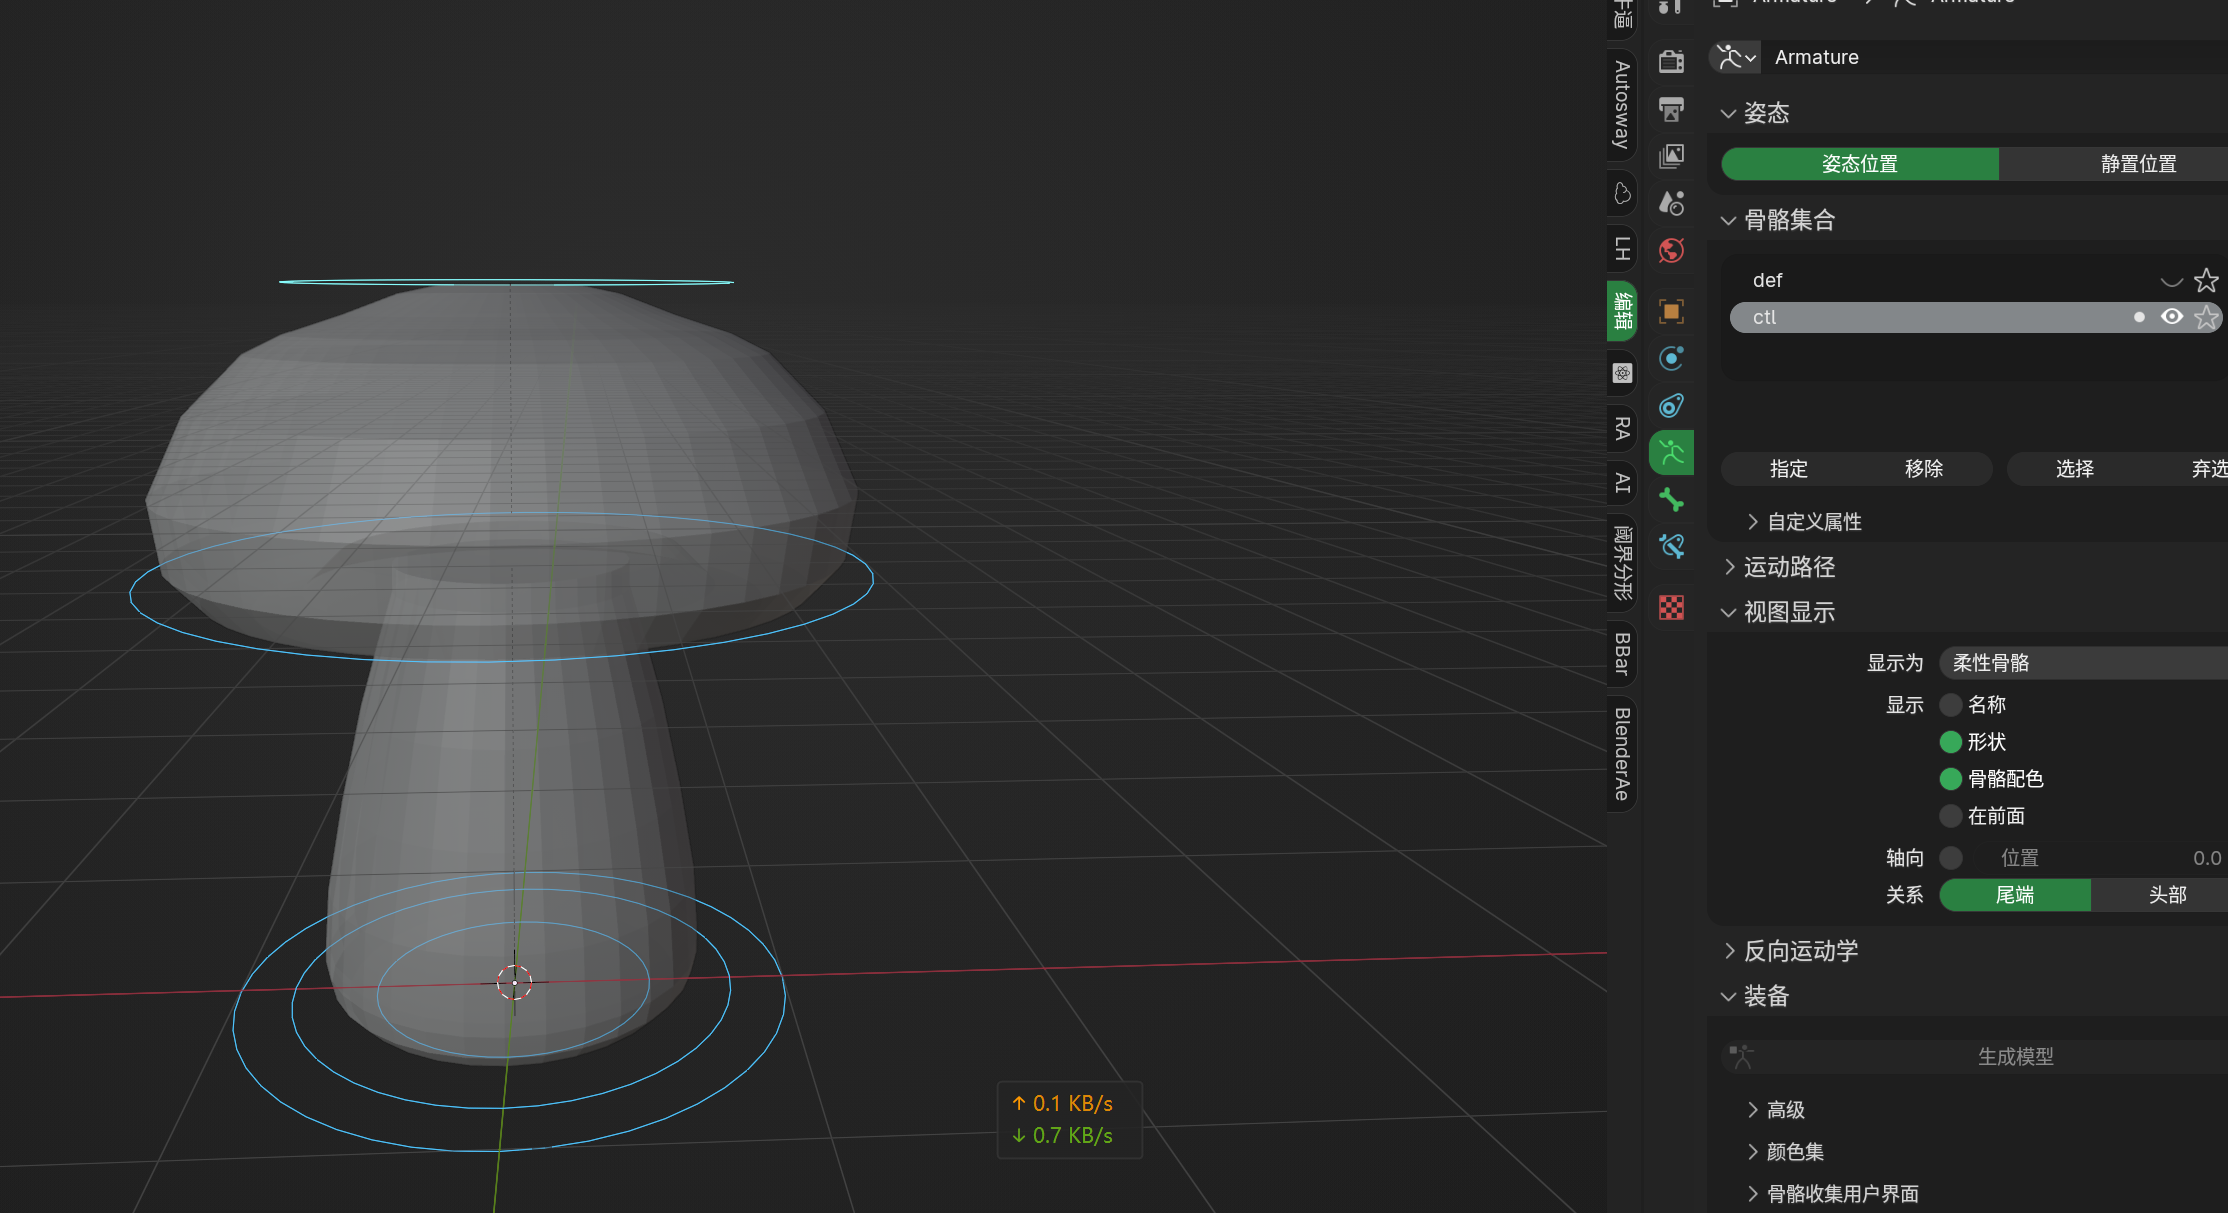 Autosway
LH
编辑
RA
AI
阈界分形
BBar
BlenderAe
Armature
姿态
姿态位置
静置位置
骨骼集合
def
ctl
指定
移除
选择
弃选
自定义属性
运动路径
视图显示
显示为
柔性骨骼
显示
名称
形状
骨骼配色
在前面
轴向
位置
0.0
关系
尾端
头部
反向运动学
装备
生成模型
高级
颜色集
骨骼收集用户界面
↑ 0.1 KB/s
↓ 0.7 KB/s